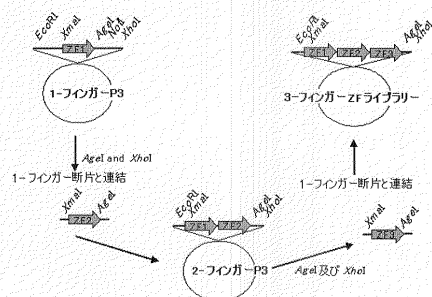 EcoRI XmaI AgeI NotI XhoI
ZF1
1-フィンガーP3
AgeI and XhoI
1-フィンガー断片と連結
XmaI AgeI
ZF2
EcoRI XmaI AgeI XhoI
ZF1 ZF2
2-フィンガーP3
AgeI及び XhoI
XmaI AgeI
ZF3
1-フィンガー断片と連結
EcoRI XmaI AgeI XhoI
ZF1 ZF2 ZF3
3-フィンガーZFライブラリー